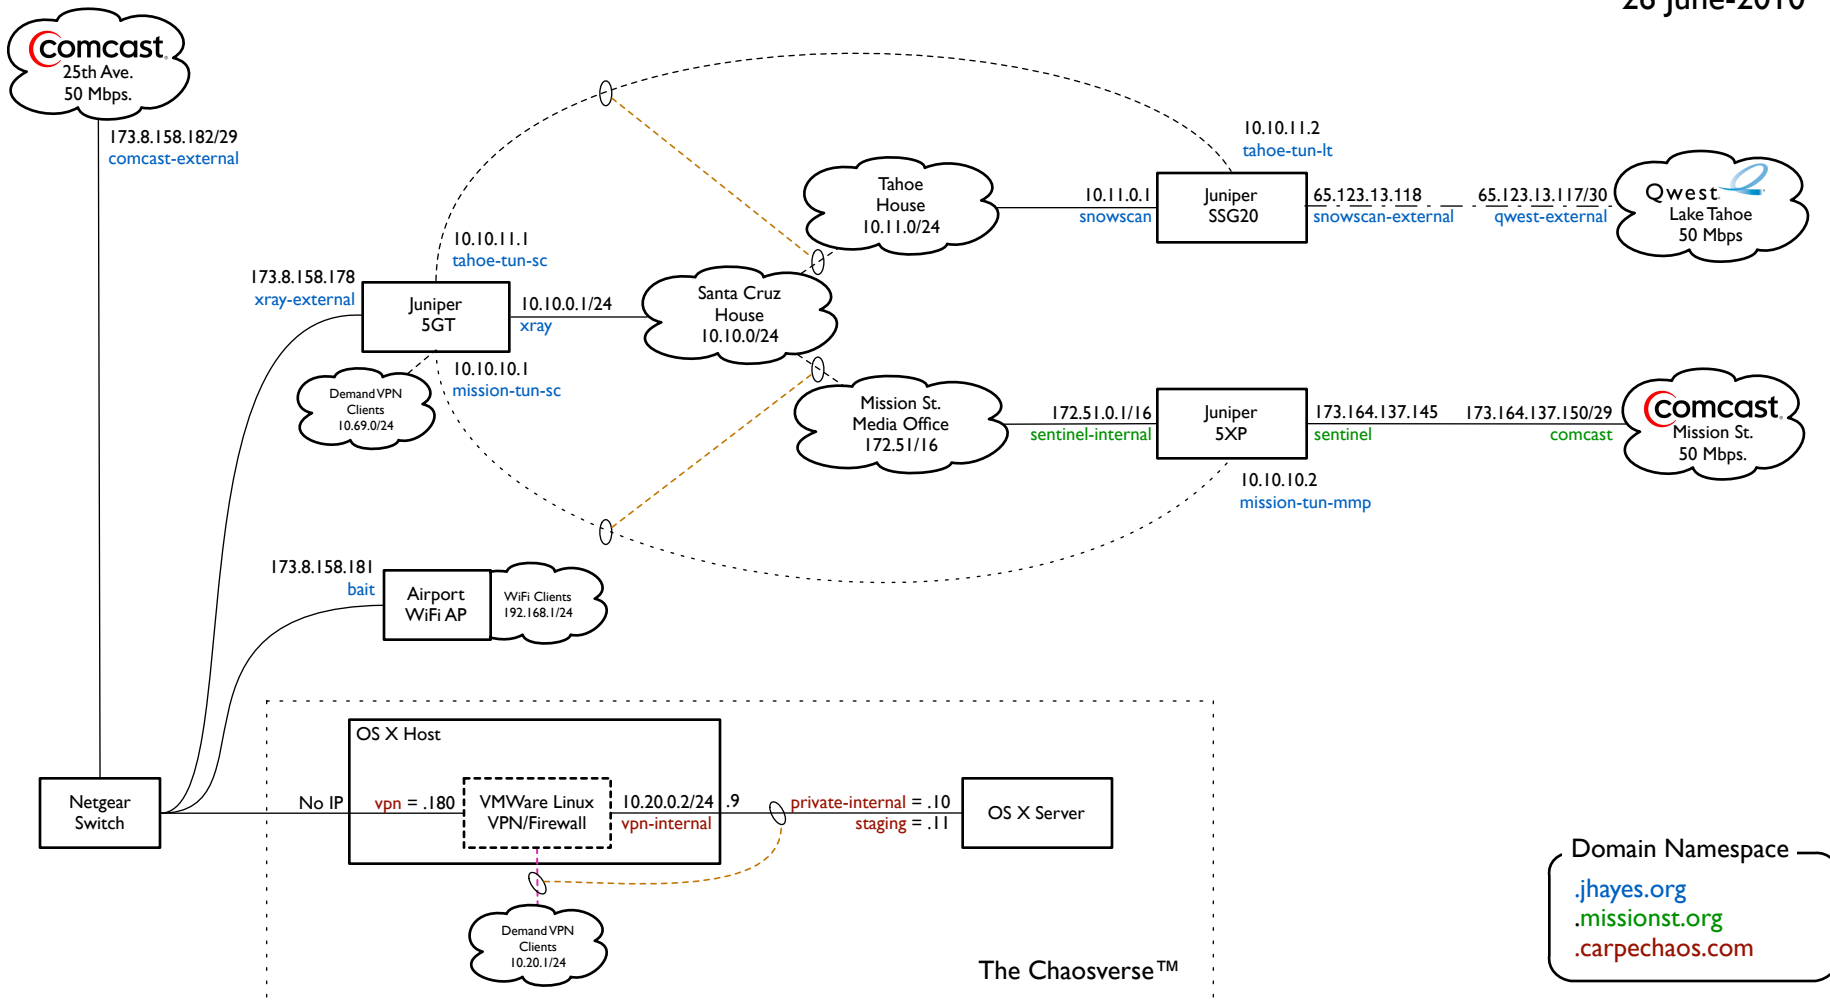 26 June-2010
comcast.
25th Ave.
50 Mbps.
173.8.158.182/29
comcast-external
10.10.11.2
tahoe-tun-lt
Tahoe
House
10.11.0/24
10.11.0.1
snowscan
Juniper
SSG20
65.123.13.118
snowscan-external
65.123.13.117/30
qwest-external
Qwest.
Lake Tahoe
50 Mbps
10.10.11.1
tahoe-tun-sc
173.8.158.178
xray-external
Juniper
5GT
10.10.0.1/24
xray
Santa Cruz
House
10.10.0/24
10.10.10.1
mission-tun-sc
Demand VPN
Clients
10.69.0/24
Mission St.
Media Office
172.51/16
172.51.0.1/16
sentinel-internal
Juniper
5XP
173.164.137.145
sentinel
173.164.137.150/29
comcast
comcast.
Mission St.
50 Mbps.
10.10.10.2
mission-tun-mmp
173.8.158.181
bait
Airport
WiFi AP
WiFi Clients
192.168.1/24
OS X Host
Netgear
Switch
No IP
vpn = .180
VMWare Linux
VPN/Firewall
10.20.0.2/24
vpn-internal
.9
private-internal = .10
staging = .11
OS X Server
Demand VPN
Clients
10.20.1/24
The Chaosverse™
Domain Namespace
.jhayes.org
.missionst.org
.carpechaos.com